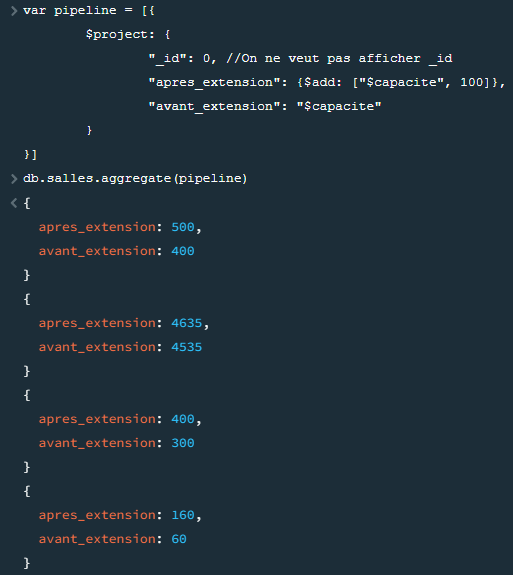 > var pipeline = [{
        $project: {
                "_id": 0, //On ne veut pas afficher _id
                "apres_extension": {$add: ["$capacite", 100]},
                "avant_extension": "$capacite"
        }
}]
> db.salles.aggregate(pipeline)
< {
  apres_extension: 500,
  avant_extension: 400
}
{
  apres_extension: 4635,
  avant_extension: 4535
}
{
  apres_extension: 400,
  avant_extension: 300
}
{
  apres_extension: 160,
  avant_extension: 60
}